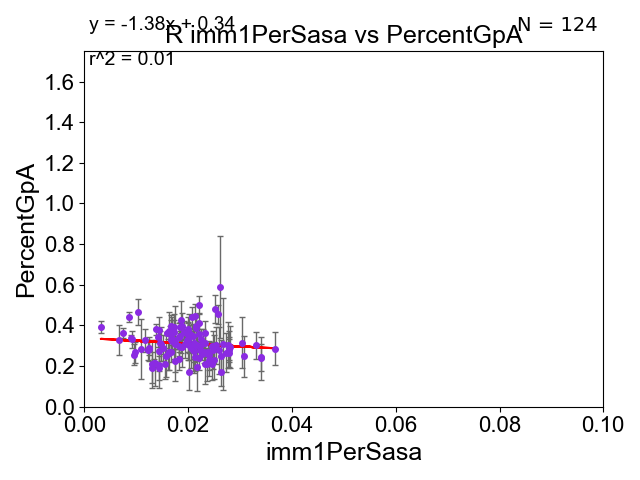 y = -1.38x + 0.34
N = 124
R imm1PerSasa vs PercentGpA
r^2 = 0.01
1.6
1.4
1.2
1.0
0.8
0.6
0.4
0.2
0.0
PercentGpA
0.00 0.02 0.04 0.06 0.08 0.10
imm1PerSasa